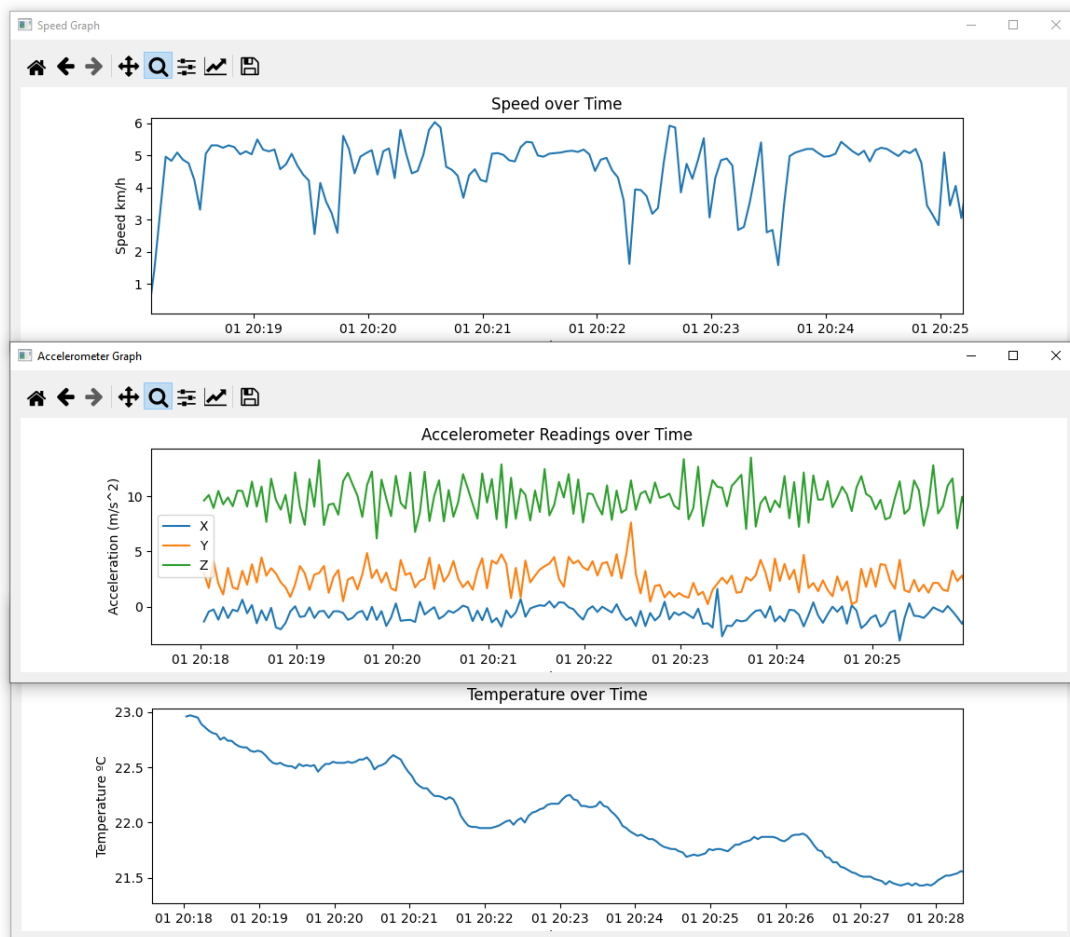 Speed Graph
Speed over Time
Speed km/h
6
5
4
3
2
1
01 20:19 01 20:20 01 20:21 01 20:22 01 20:23 01 20:24 01 20:25
Accelerometer Graph
Accelerometer Readings over Time
Acceleration (m/s^2)
10
5
0
X
Y
Z
01 20:18 01 20:19 01 20:20 01 20:21 01 20:22 01 20:23 01 20:24 01 20:25
Temperature over Time
Temperature ºC
23.0
22.5
22.0
21.5
01 20:18 01 20:19 01 20:20 01 20:21 01 20:22 01 20:23 01 20:24 01 20:25 01 20:26 01 20:27 01 20:28